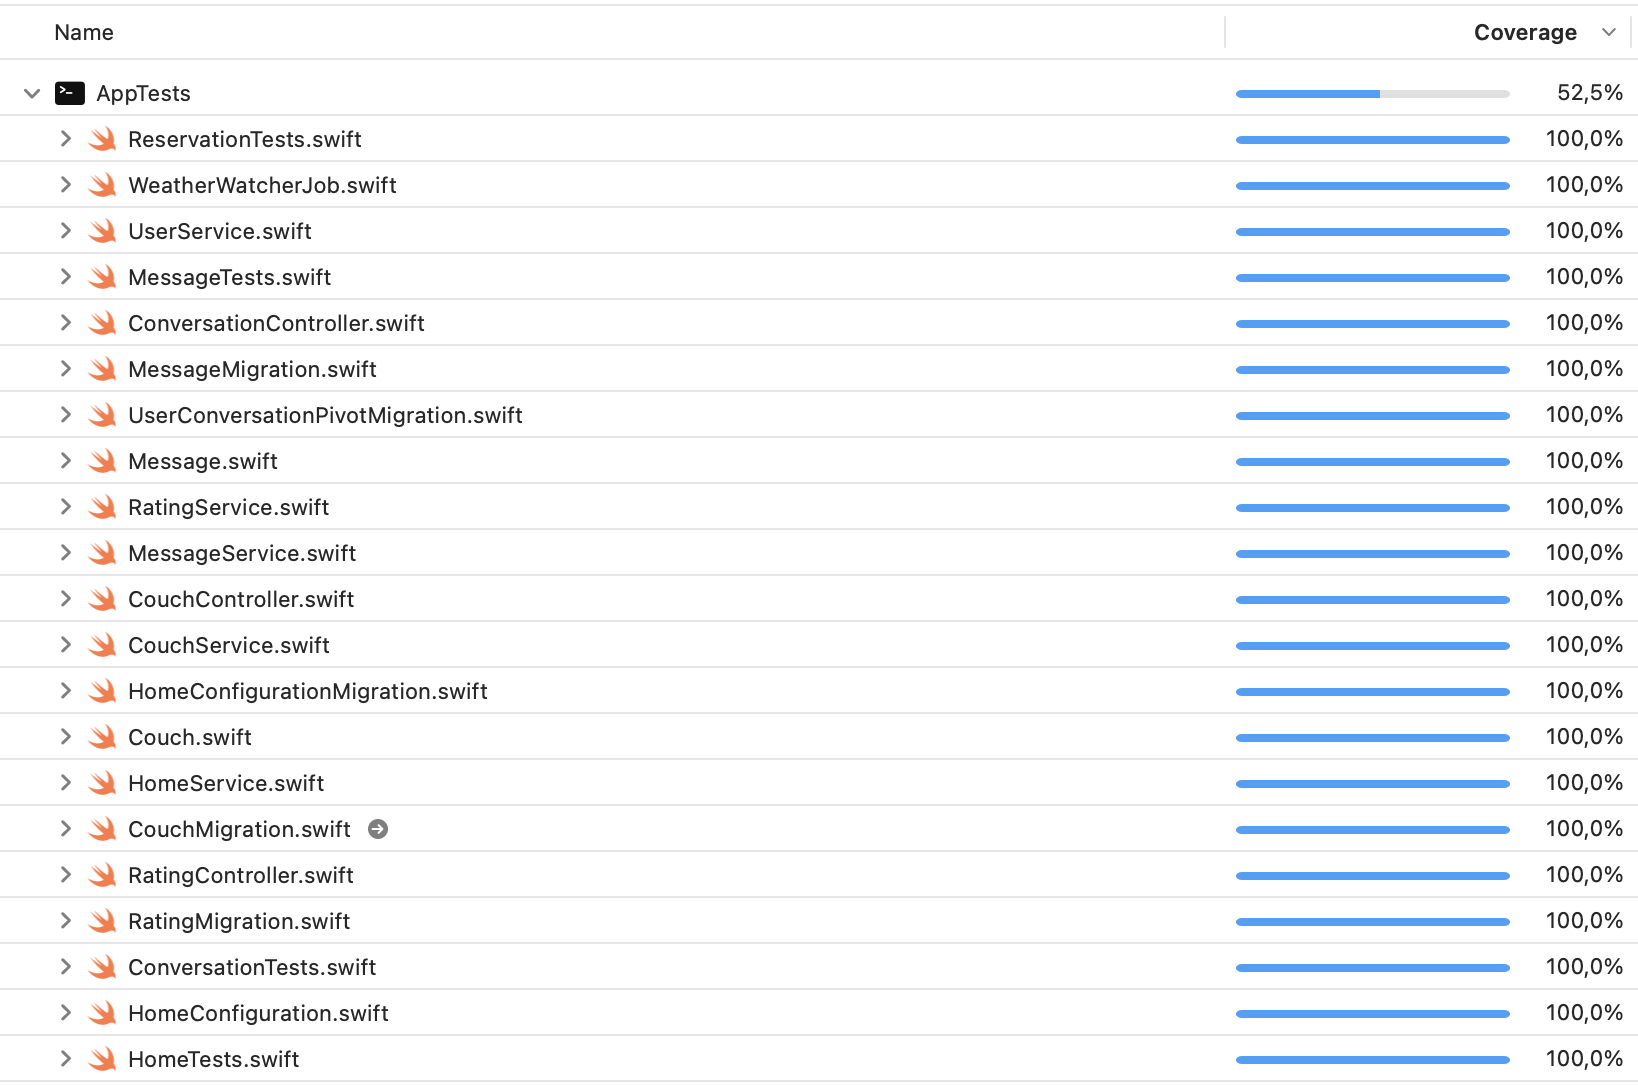 Name Coverage
AppTests 52,5%
ReservationTests.swift 100,0%
WeatherWatcherJob.swift 100,0%
UserService.swift 100,0%
MessageTests.swift 100,0%
ConversationController.swift 100,0%
MessageMigration.swift 100,0%
UserConversationPivotMigration.swift 100,0%
Message.swift 100,0%
RatingService.swift 100,0%
MessageService.swift 100,0%
CouchController.swift 100,0%
CouchService.swift 100,0%
HomeConfigurationMigration.swift 100,0%
Couch.swift 100,0%
HomeService.swift 100,0%
CouchMigration.swift 100,0%
RatingController.swift 100,0%
RatingMigration.swift 100,0%
ConversationTests.swift 100,0%
HomeConfiguration.swift 100,0%
HomeTests.swift 100,0%